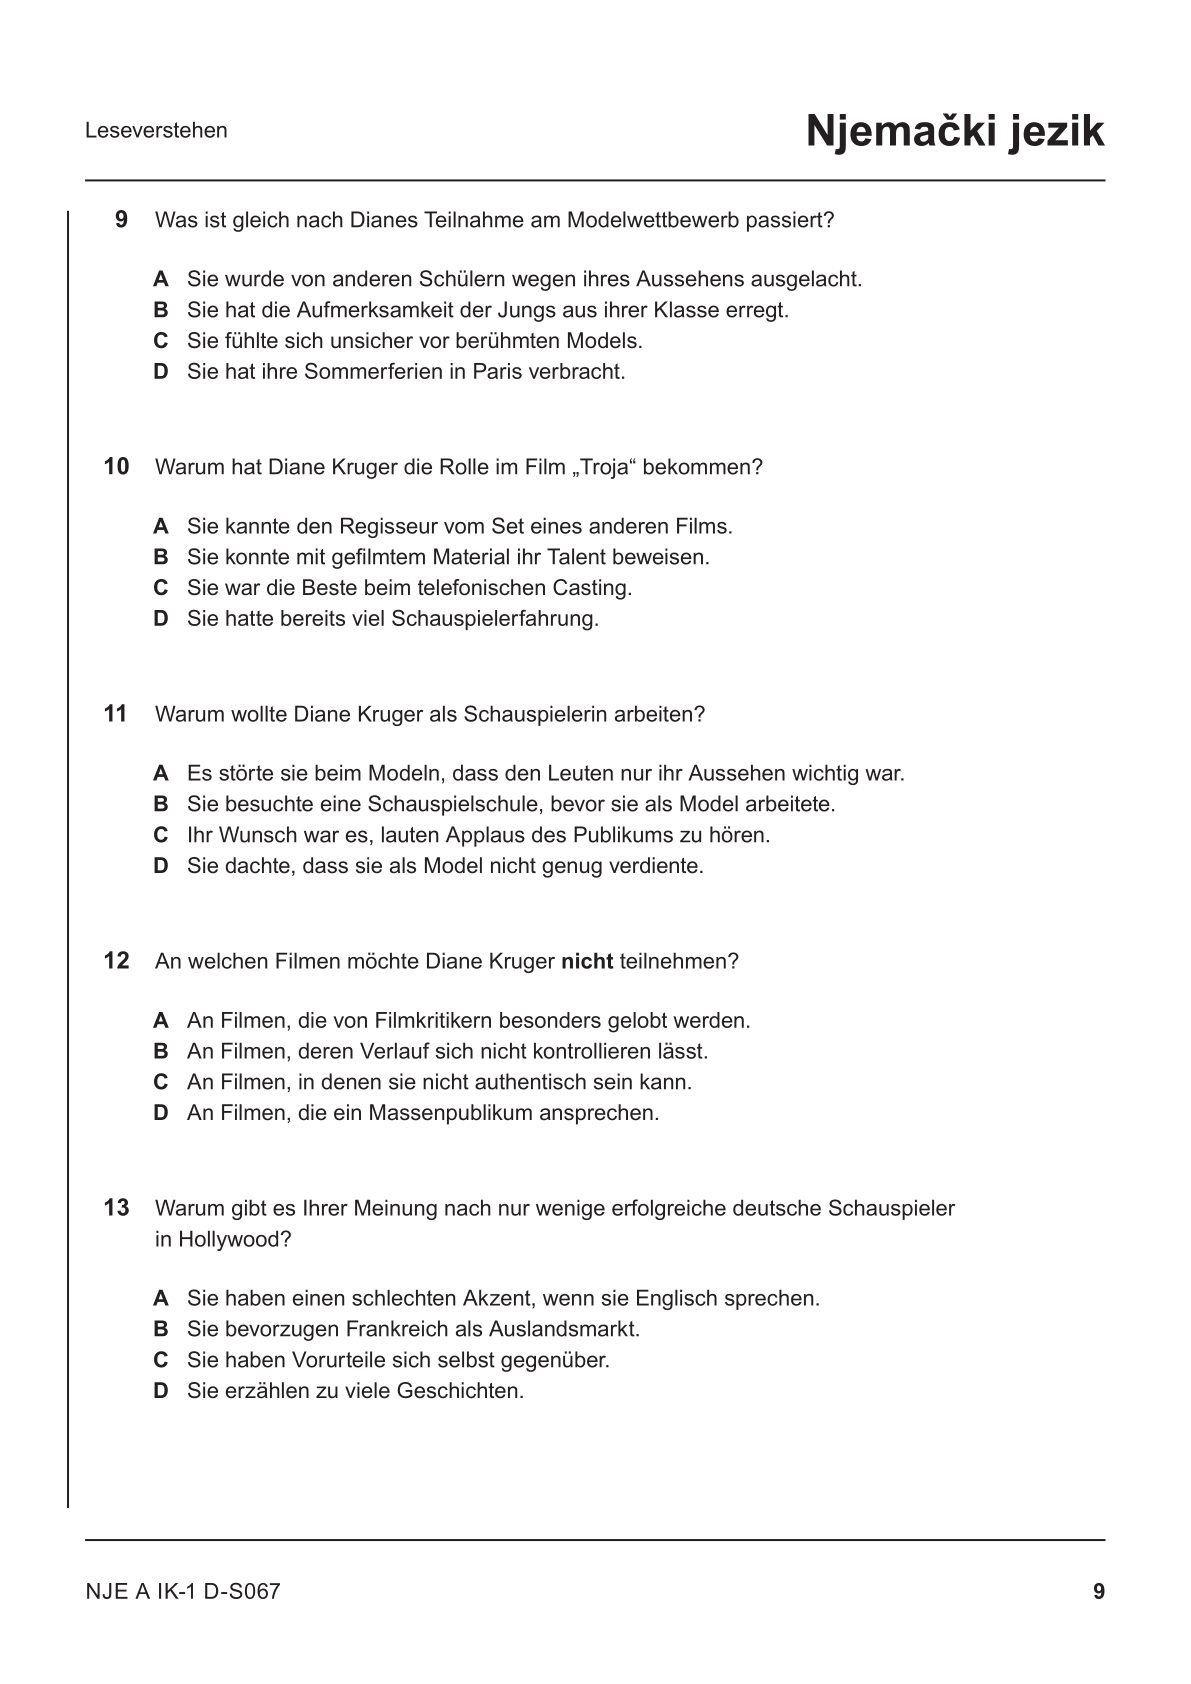 Leseverstehen
Njemački jezik
9 Was ist gleich nach Dianes Teilnahme am Modelwettbewerb passiert?
A Sie wurde von anderen Schülern wegen ihres Aussehens ausgelacht.
B Sie hat die Aufmerksamkeit der Jungs aus ihrer Klasse erregt.
C Sie fühlte sich unsicher vor berühmten Models.
D Sie hat ihre Sommerferien in Paris verbracht.
10 Warum hat Diane Kruger die Rolle im Film „Troja“ bekommen?
A Sie kannte den Regisseur vom Set eines anderen Films.
B Sie konnte mit gefilmtem Material ihr Talent beweisen.
C Sie war die Beste beim telefonischen Casting.
D Sie hatte bereits viel Schauspielerfahrung.
11 Warum wollte Diane Kruger als Schauspielerin arbeiten?
A Es störte sie beim Modeln, dass den Leuten nur ihr Aussehen wichtig war.
B Sie besuchte eine Schauspielschule, bevor sie als Model arbeitete.
C Ihr Wunsch war es, lauten Applaus des Publikums zu hören.
D Sie dachte, dass sie als Model nicht genug verdiente.
12 An welchen Filmen möchte Diane Kruger nicht teilnehmen?
A An Filmen, die von Filmkritikern besonders gelobt werden.
B An Filmen, deren Verlauf sich nicht kontrollieren lässt.
C An Filmen, in denen sie nicht authentisch sein kann.
D An Filmen, die ein Massenpublikum ansprechen.
13 Warum gibt es Ihrer Meinung nach nur wenige erfolgreiche deutsche Schauspieler
in Hollywood?
A Sie haben einen schlechten Akzent, wenn sie Englisch sprechen.
B Sie bevorzugen Frankreich als Auslandsmarkt.
C Sie haben Vorurteile sich selbst gegenüber.
D Sie erzählen zu viele Geschichten.
NJE A IK-1 D-S067
9